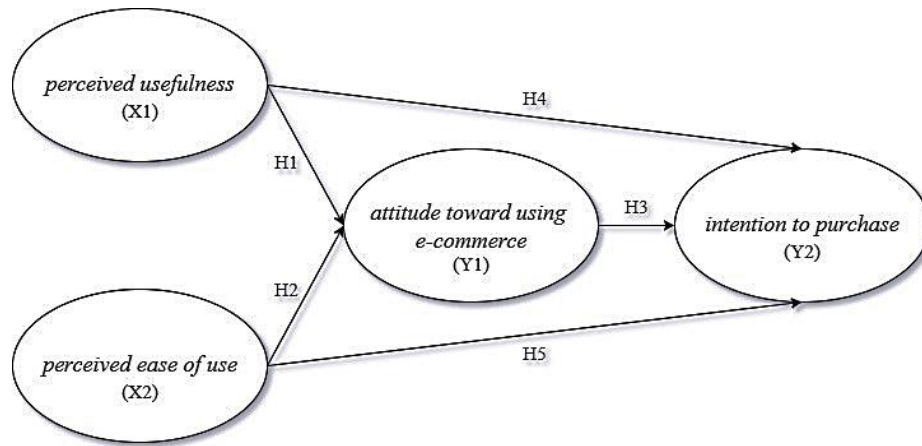 perceived usefulness
(X1)
H4
H1
attitude toward using
e-commerce
(Y1)
H3
intention to purchase
(Y2)
H2
perceived ease of use
(X2)
H5